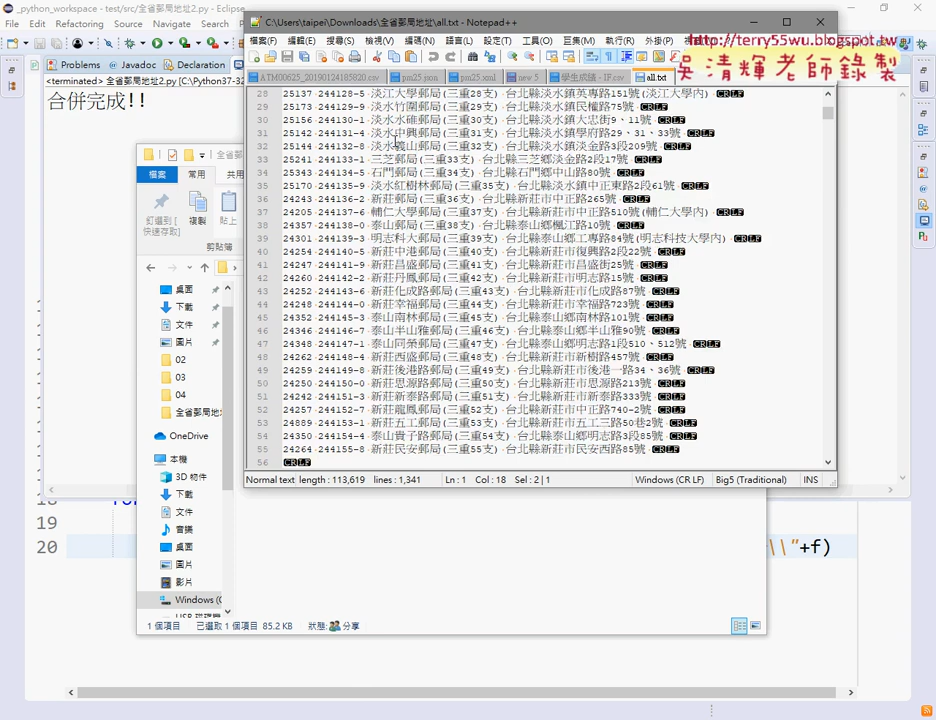 _python_workspace - test/src/全省郵局地址2.py - Eclipse
File Edit Refactoring Source Navigate Search
Problems Javadoc Declaration
<terminated> 全省郵局地址2.py [C:\Python37-32
合併完成!!
C:\Users\taipei\Downloads\全省郵局地址\all.txt - Notepad++
檔案(F) 編輯(E) 搜尋(S) 檢視(V) 編碼(N) 語言(L) 設定(T) 工具(O) 巨集(M) 執行(R) 外掛(P)
http://terry55wu.blogspot.tw
吳清輝老師錄製
ATM00625_20190124185820.csv pm25.json pm25.xml new 5 學生成績 - IF.csv all.txt
28 25137 244128-5 淡江大學郵局(三重28支) 台北縣淡水鎮英專路151號(淡江大學內) CRLF
29 25173 244129-9 淡水竹圍郵局(三重29支) 台北縣淡水鎮民權路75號 CRLF
30 25156 244130-1 淡水水碓郵局(三重30支) 台北縣淡水鎮大忠街9、11號 CRLF
31 25142 244131-4 淡水中興郵局(三重31支) 台北縣淡水鎮學府路29、31、33號 CRLF
32 25144 244132-8 淡水義山郵局(三重32支) 台北縣淡水鎮淡金路3段209號 CRLF
33 25159 244133-1 三芝郵局(三重33支) 台北縣三芝鄉淡金路2段17號 CRLF
34 25343 244134-5 石門郵局(三重34支) 台北縣石門鄉中山路80號 CRLF
35 25170 244135-9 淡水紅樹林郵局(三重35支) 台北縣淡水鎮中正東路2段61號 CRLF
36 24243 244136-2 新莊郵局(三重36支) 台北縣新莊市中正路265號 CRLF
37 24205 244137-6 輔仁大學郵局(三重37支) 台北縣新莊市中正路510號(輔仁大學內) CRLF
38 24357 244138-0 泰山郵局(三重38支) 台北縣泰山鄉楓江路10號 CRLF
39 24301 244139-3 明志科大郵局(三重39支) 台北縣泰山鄉工專路84號(明志科技大學內) CRLF
40 24254 244140-5 新莊中港郵局(三重40支) 台北縣新莊市復興路2段22號 CRLF
41 24247 244141-9 新莊昌盛郵局(三重41支) 台北縣新莊市昌盛街25號 CRLF
42 24260 244142-2 新莊丹鳳郵局(三重42支) 台北縣新莊市明志路15號 CRLF
43 24252 244143-6 新莊化成路郵局(三重43支) 台北縣新莊市化成路87號 CRLF
44 24248 244144-0 新莊幸福郵局(三重44支) 台北縣新莊市幸福路723號 CRLF
45 24352 244145-3 泰山南林郵局(三重45支) 台北縣泰山鄉南林路101號 CRLF
46 24354 244146-7 泰山半山雅郵局(三重46支) 台北縣泰山鄉半山雅90號 CRLF
47 24348 244147-1 泰山同榮郵局(三重47支) 台北縣泰山鄉明志路1段510、512號 CRLF
48 24262 244148-4 新莊西盛郵局(三重48支) 台北縣新莊市新樹路457號 CRLF
49 24259 244149-8 新莊後港路郵局(三重49支) 台北縣新莊市後港一路34、36號 CRLF
50 24250 244150-0 新莊思源路郵局(三重50支) 台北縣新莊市思源路213號 CRLF
51 24242 244151-3 新莊新泰路郵局(三重51支) 台北縣新莊市新泰路333號 CRLF
52 24257 244152-7 新莊龍鳳郵局(三重52支) 台北縣新莊市中正路740-2號 CRLF
53 24889 244153-1 新莊五工郵局(三重53支) 台北縣新莊市五工三路50巷2號 CRLF
54 24350 244154-4 泰山貴子路郵局(三重54支) 台北縣泰山鄉明志路3段85號 CRLF
55 24264 244155-8 新莊民安郵局(三重55支) 台北縣新莊市民安西路85號 CRLF
56 CRLF
Normal text length : 113,619 lines : 1,341 Ln : 1 Col : 18 Sel : 2 | 1 Windows (CR LF) Big5 (Traditional) INS
全省郵
檔案 常用 共用
釘選到 [快速存取] 複製 貼上
剪貼簿
桌面
下載
文件
圖片
02
03
04
全省郵局地址
OneDrive
本機
3D 物件
下載
文件
音樂
桌面
圖片
影片
Windows (C
1 個項目 已選取 1 個項目 85.2 KB 狀態: 分享
19
20 \\"+f)